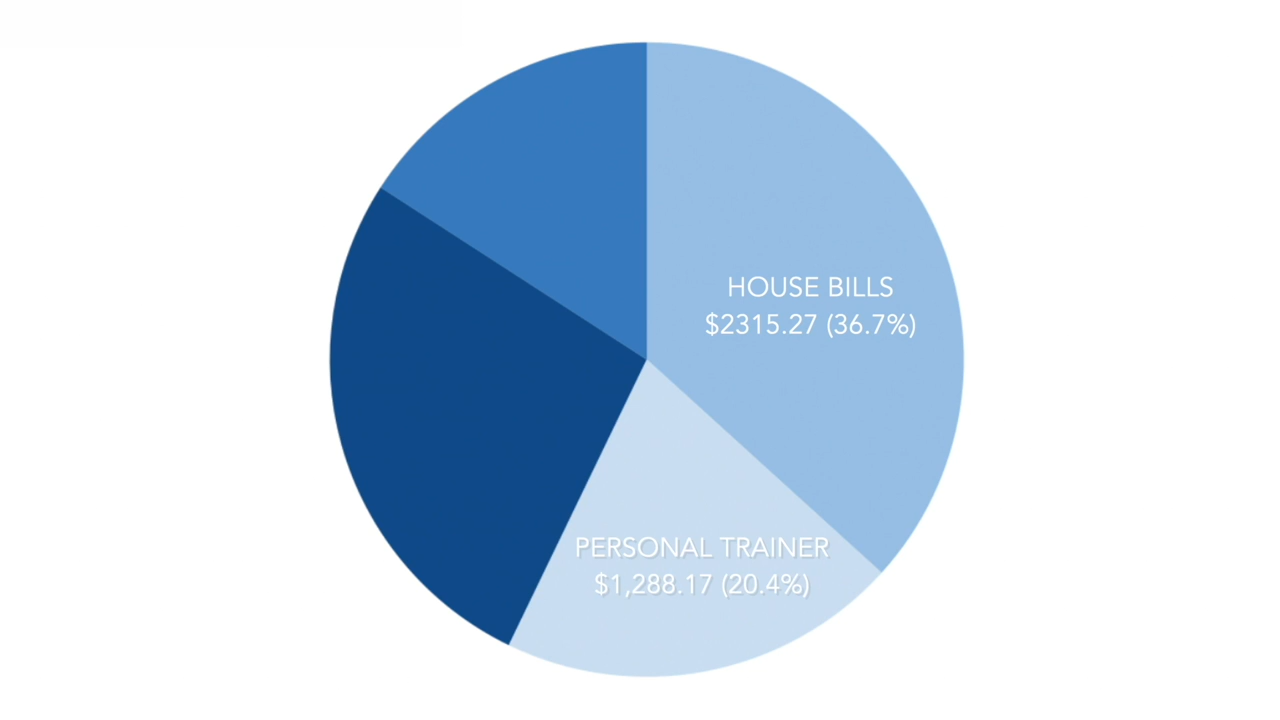 HOUSE BILLS
$2315.27 (36.7%)
PERSONAL TRAINER
$1,288.17 (20.4%)